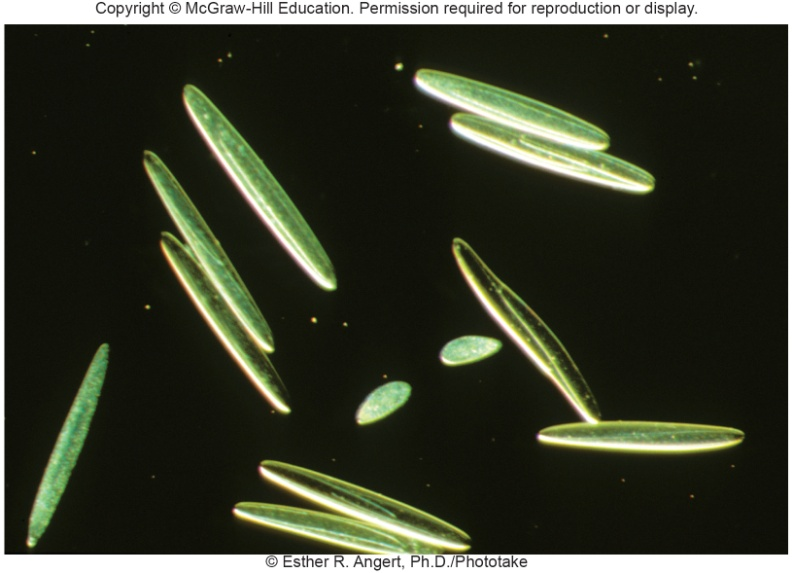 Copyright © McGraw-Hill Education. Permission required for reproduction or display.
© Esther R. Angert, Ph.D./Phototake